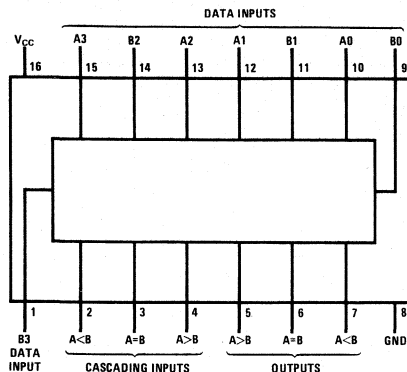 DATA INPUTS
VCC A3 B2 A2 A1 B1 A0 B0
16 15 14 13 12 11 10 9
1 2 3 4 5 6 7 8
B3 A<B A=B A>B A>B A=B A<B GND
DATA
INPUT CASCADING INPUTS OUTPUTS